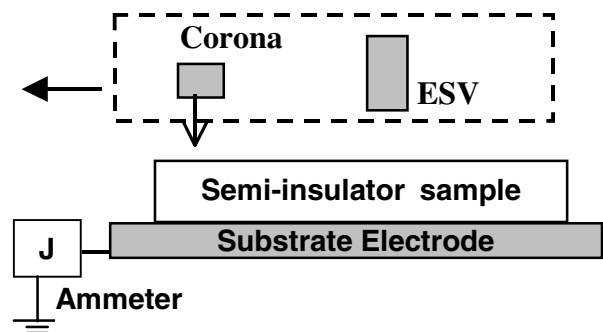 Corona
ESV
Semi-insulator sample
Substrate Electrode
J
Ammeter